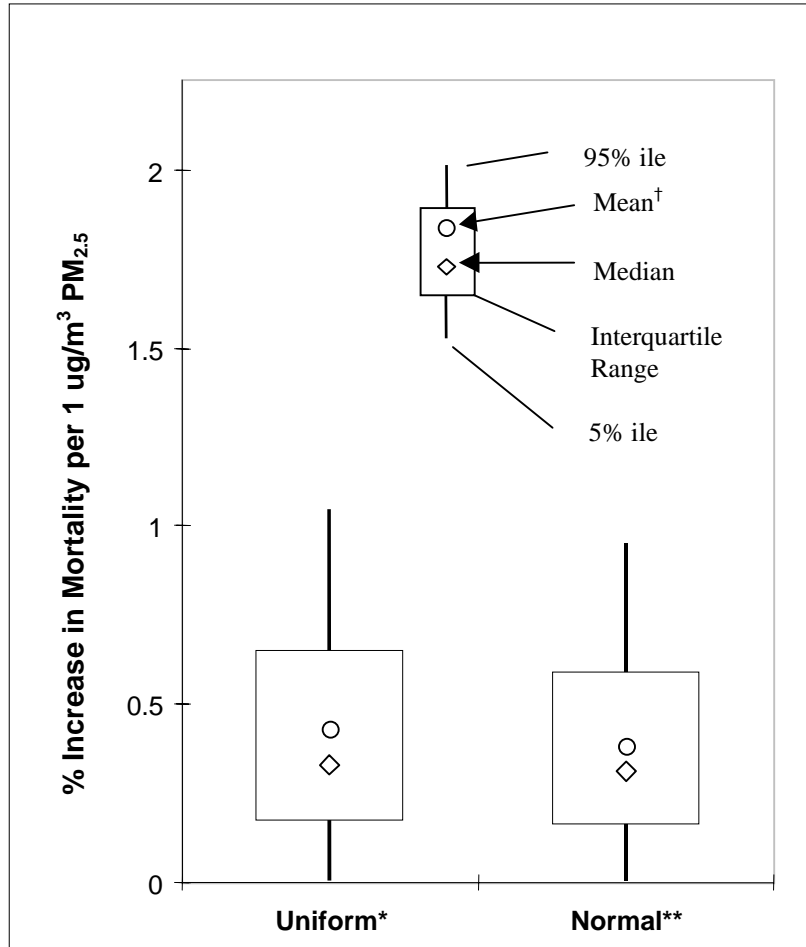 % Increase in Mortality per 1 ug/m³ PM₂.₅
2
1.5
1
0.5
0
95% ile
Mean†
Median
Interquartile
Range
5% ile
Uniform*
Normal**